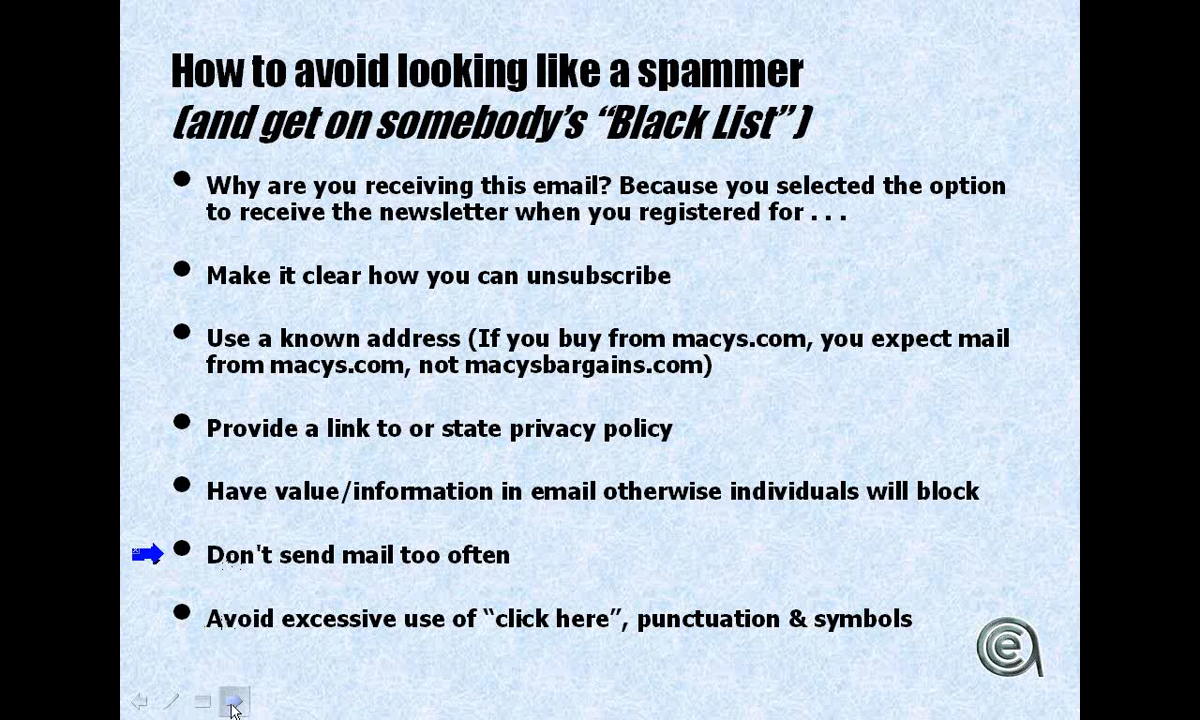 How to avoid looking like a spammer
(and get on somebody's “Black List”)
• Why are you receiving this email? Because you selected the option
to receive the newsletter when you registered for . . .
• Make it clear how you can unsubscribe
• Use a known address (If you buy from macys.com, you expect mail
from macys.com, not macysbargains.com)
• Provide a link to or state privacy policy
• Have value/information in email otherwise individuals will block
• Don't send mail too often
• Avoid excessive use of “click here”, punctuation & symbols